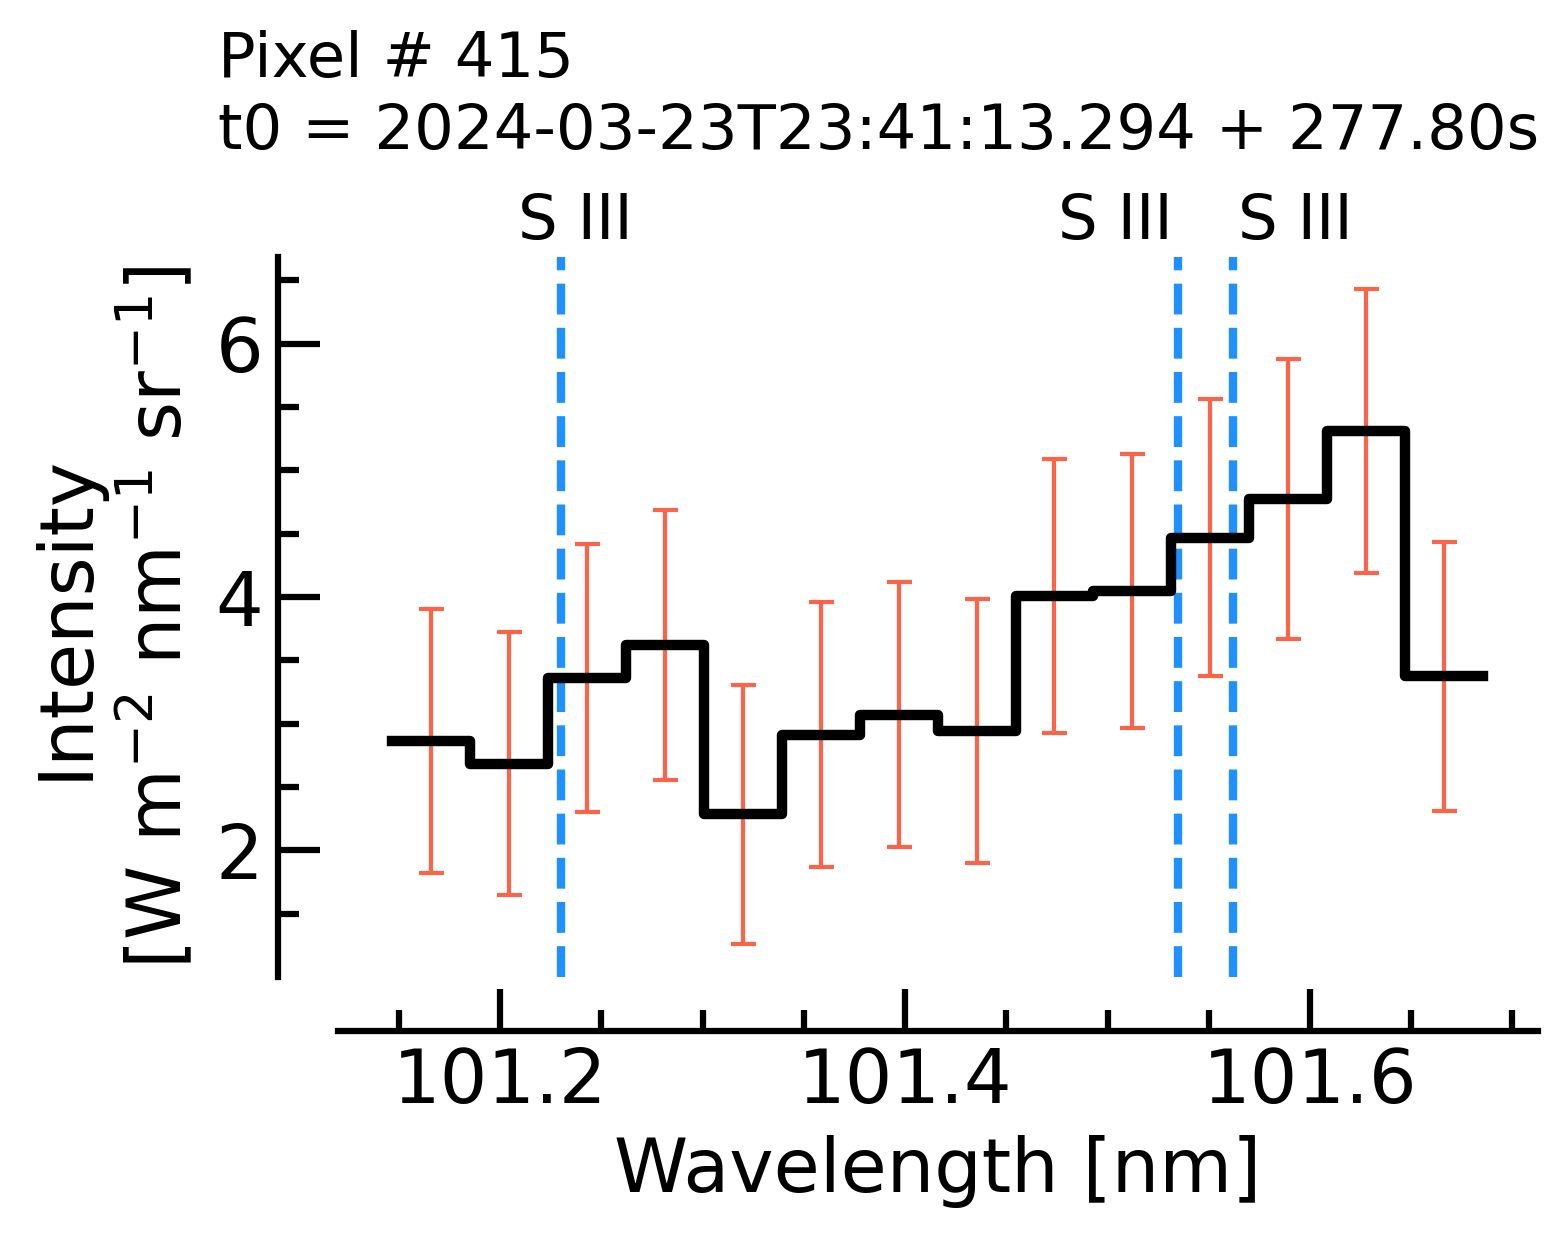 Pixel # 415
t0 = 2024-03-23T23:41:13.294 + 277.80s
S III S III S III
Intensity
[W m⁻² nm⁻¹ sr⁻¹]
6
4
2
101.2 101.4 101.6
Wavelength [nm]